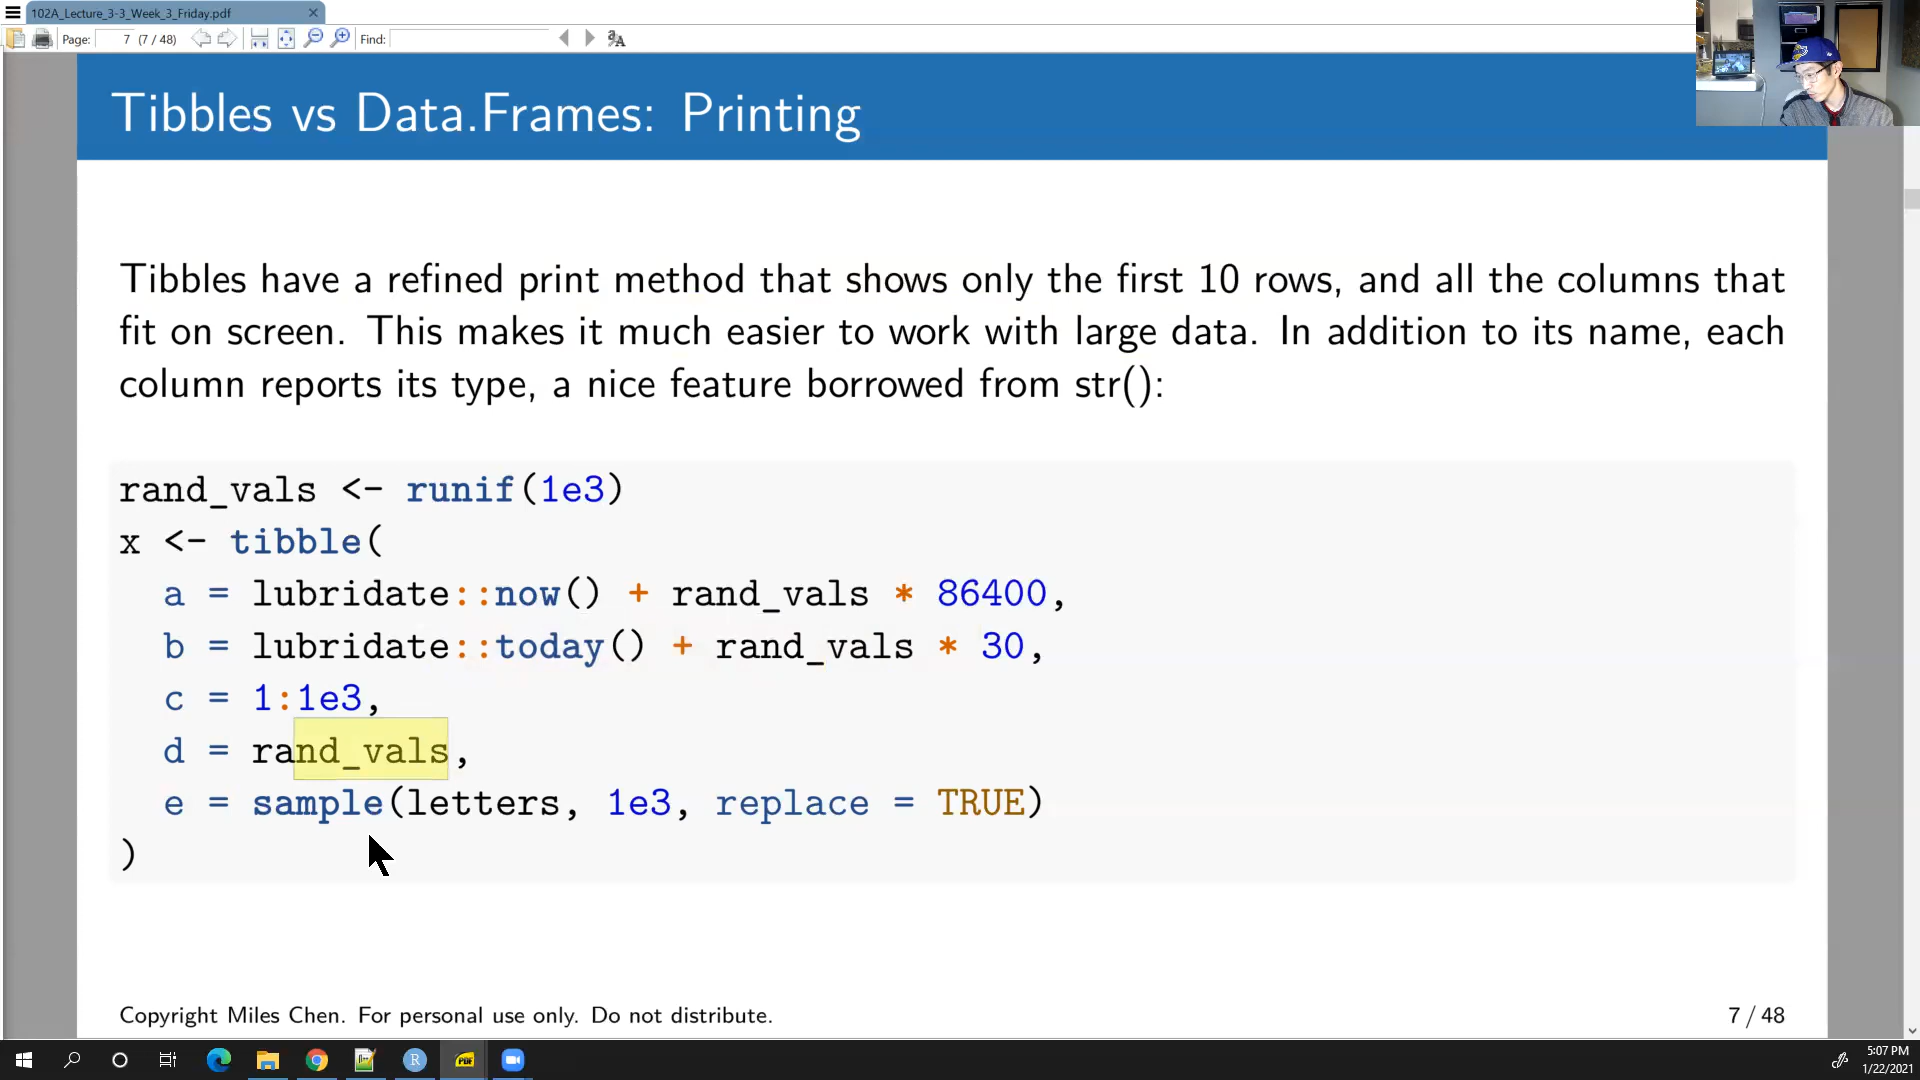 102A_Lecture_3-3_Week_3_Friday.pdf
Page: 7 (7 / 48) Find:
Tibbles vs Data.Frames: Printing
Tibbles have a refined print method that shows only the first 10 rows, and all the columns that
fit on screen. This makes it much easier to work with large data. In addition to its name, each
column reports its type, a nice feature borrowed from str():
rand_vals <- runif(1e3)
x <- tibble(
  a = lubridate::now() + rand_vals * 86400,
  b = lubridate::today() + rand_vals * 30,
  c = 1:1e3,
  d = rand_vals,
  e = sample(letters, 1e3, replace = TRUE)
)
Copyright Miles Chen. For personal use only. Do not distribute.
7 / 48
5:07 PM
1/22/2021